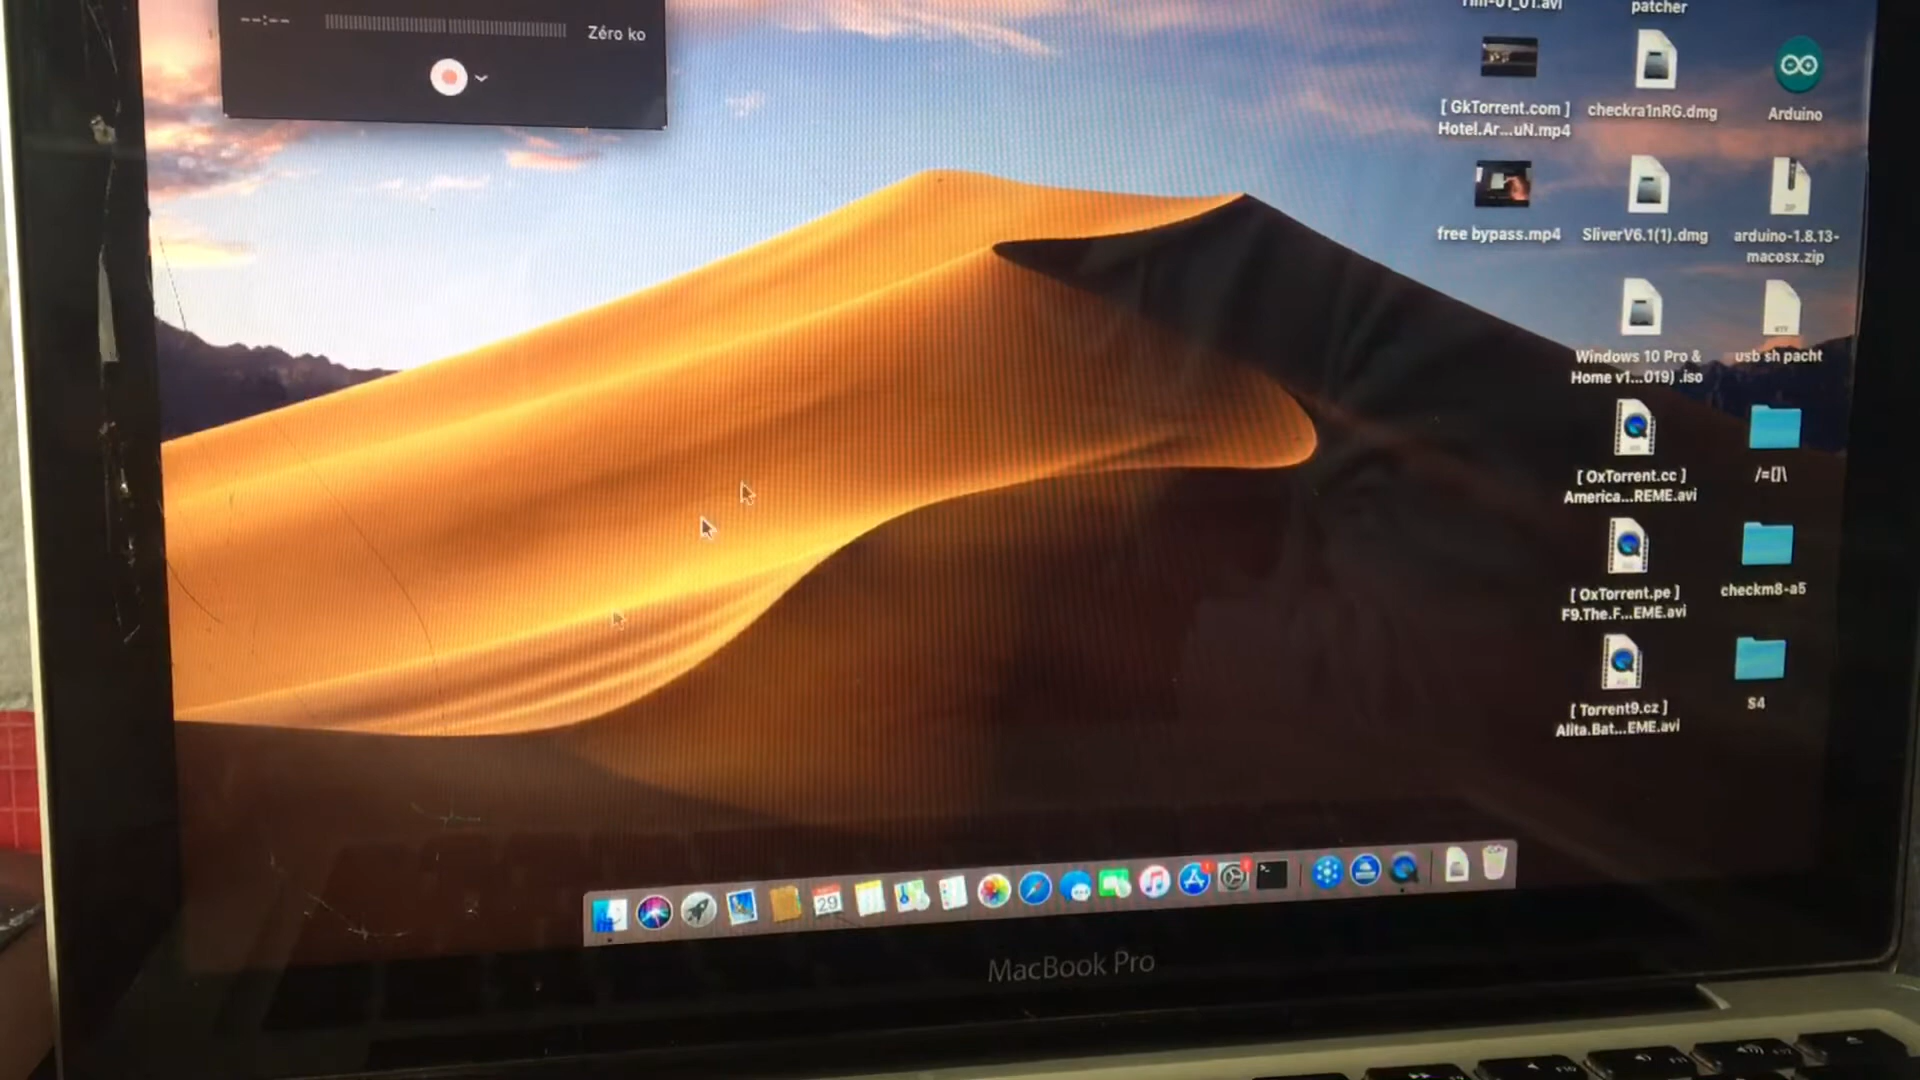 --:--
Zéro ko
patcher
[ GkTorrent.com ]
Hotel.Ar...uN.mp4
checkra1nRG.dmg
Arduino
free bypass.mp4
SliverV6.1(1).dmg
arduino-1.8.13-
macosx.zip
Windows 10 Pro &
Home v1...019) .iso
usb sh pacht
[ OxTorrent.cc ]
America...REME.avi
/=[]\
[ OxTorrent.pe ]
F9.The.F...EME.avi
checkm8-a5
[ Torrent9.cz ]
Alita.Bat...EME.avi
S4
29
MacBook Pro